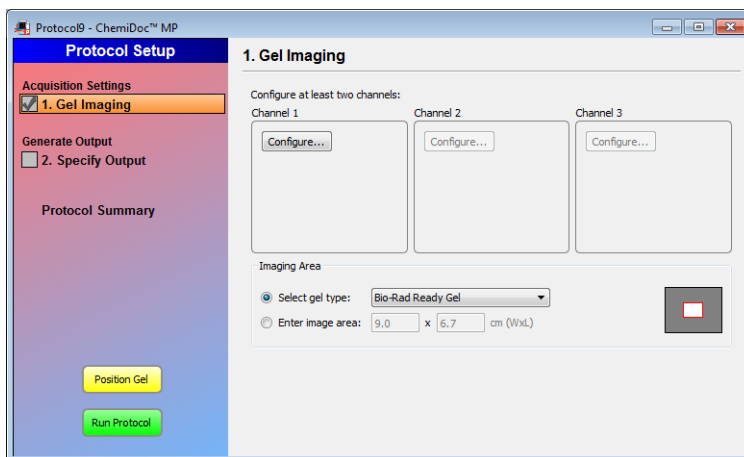 Protocol9 - ChemiDoc™ MP
Protocol Setup
Acquisition Settings
1. Gel Imaging
Generate Output
2. Specify Output
Protocol Summary
Position Gel
Run Protocol
1. Gel Imaging
Configure at least two channels:
Channel 1 Channel 2 Channel 3
Configure... Configure... Configure...
Imaging Area
Select gel type: Bio-Rad Ready Gel
Enter image area: 9.0 x 6.7 cm (WxL)